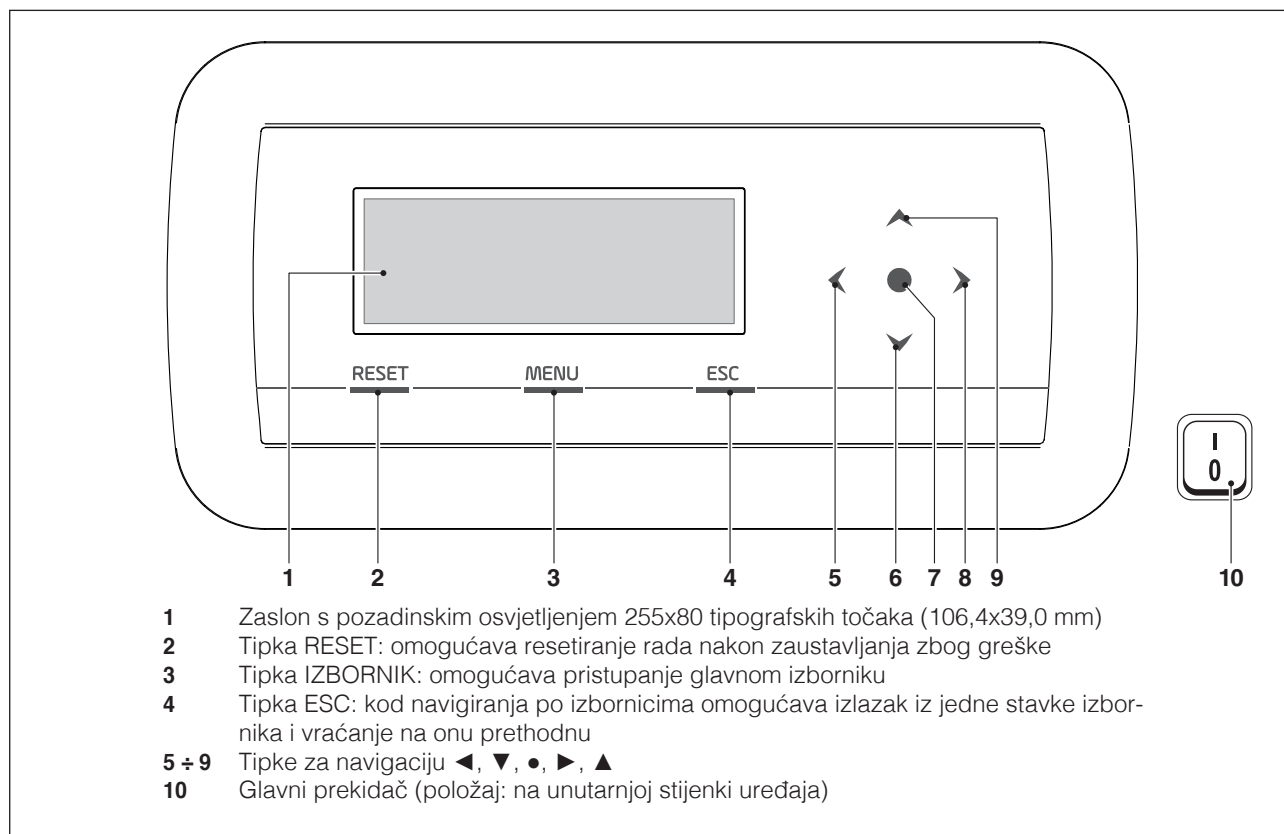 RESET MENU ESC
I
0
1 2 3 4 5 6 7 8 9 10
1 Zaslon s pozadinskim osvjetljenjem 255x80 tipografskih točaka (106,4x39,0 mm)
2 Tipka RESET: omogućava resetiranje rada nakon zaustavljanja zbog greške
3 Tipka IZBORNIK: omogućava pristupanje glavnom izborniku
4 Tipka ESC: kod navigiranja po izbornicima omogućava izlazak iz jedne stavke izbor-
nika i vraćanje na onu prethodnu
5 ÷ 9 Tipke za navigaciju ◄, ▼, ●, ►, ▲
10 Glavni prekidač (položaj: na unutarnjoj stijenki uređaja)